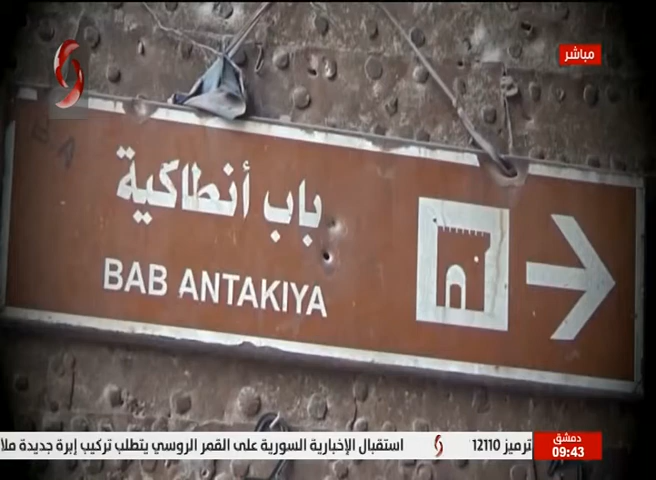 مباشر
باب أنطاكية
BAB ANTAKIYA
دمشق
09:43
ترميز 12110
استقبال الإخبارية السورية على القمر الروسي يتطلب تركيب إبرة جديدة